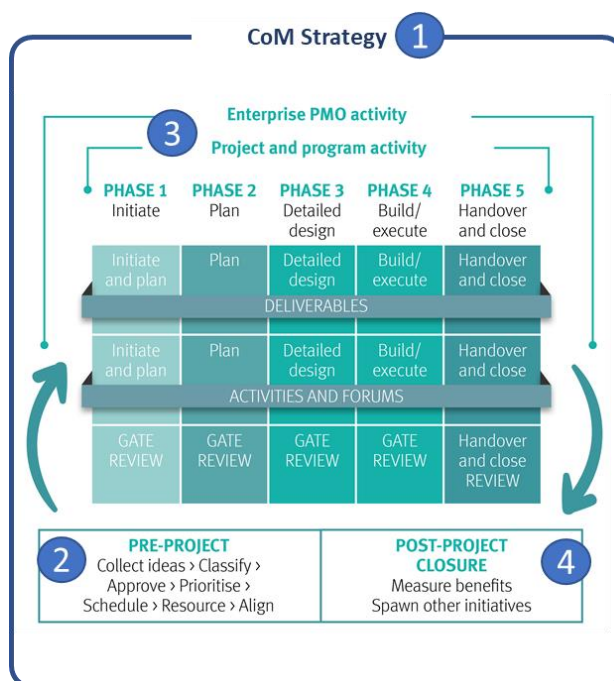 CoM Strategy 1
Enterprise PMO activity
3
Project and program activity
PHASE 1 PHASE 2 PHASE 3 PHASE 4 PHASE 5
Initiate Plan Detailed Build/ Handover
design execute and close
Initiate Plan Detailed Build/ Handover
and plan design execute and close
DELIVERABLES
Initiate Plan Detailed Build/ Handover
and plan design execute and close
ACTIVITIES AND FORUMS
GATE GATE GATE GATE Handover
REVIEW REVIEW REVIEW REVIEW and close
REVIEW
2 PRE-PROJECT
Collect ideas > Classify >
Approve > Prioritise >
Schedule > Resource > Align
POST-PROJECT
CLOSURE 4
Measure benefits
Spawn other initiatives